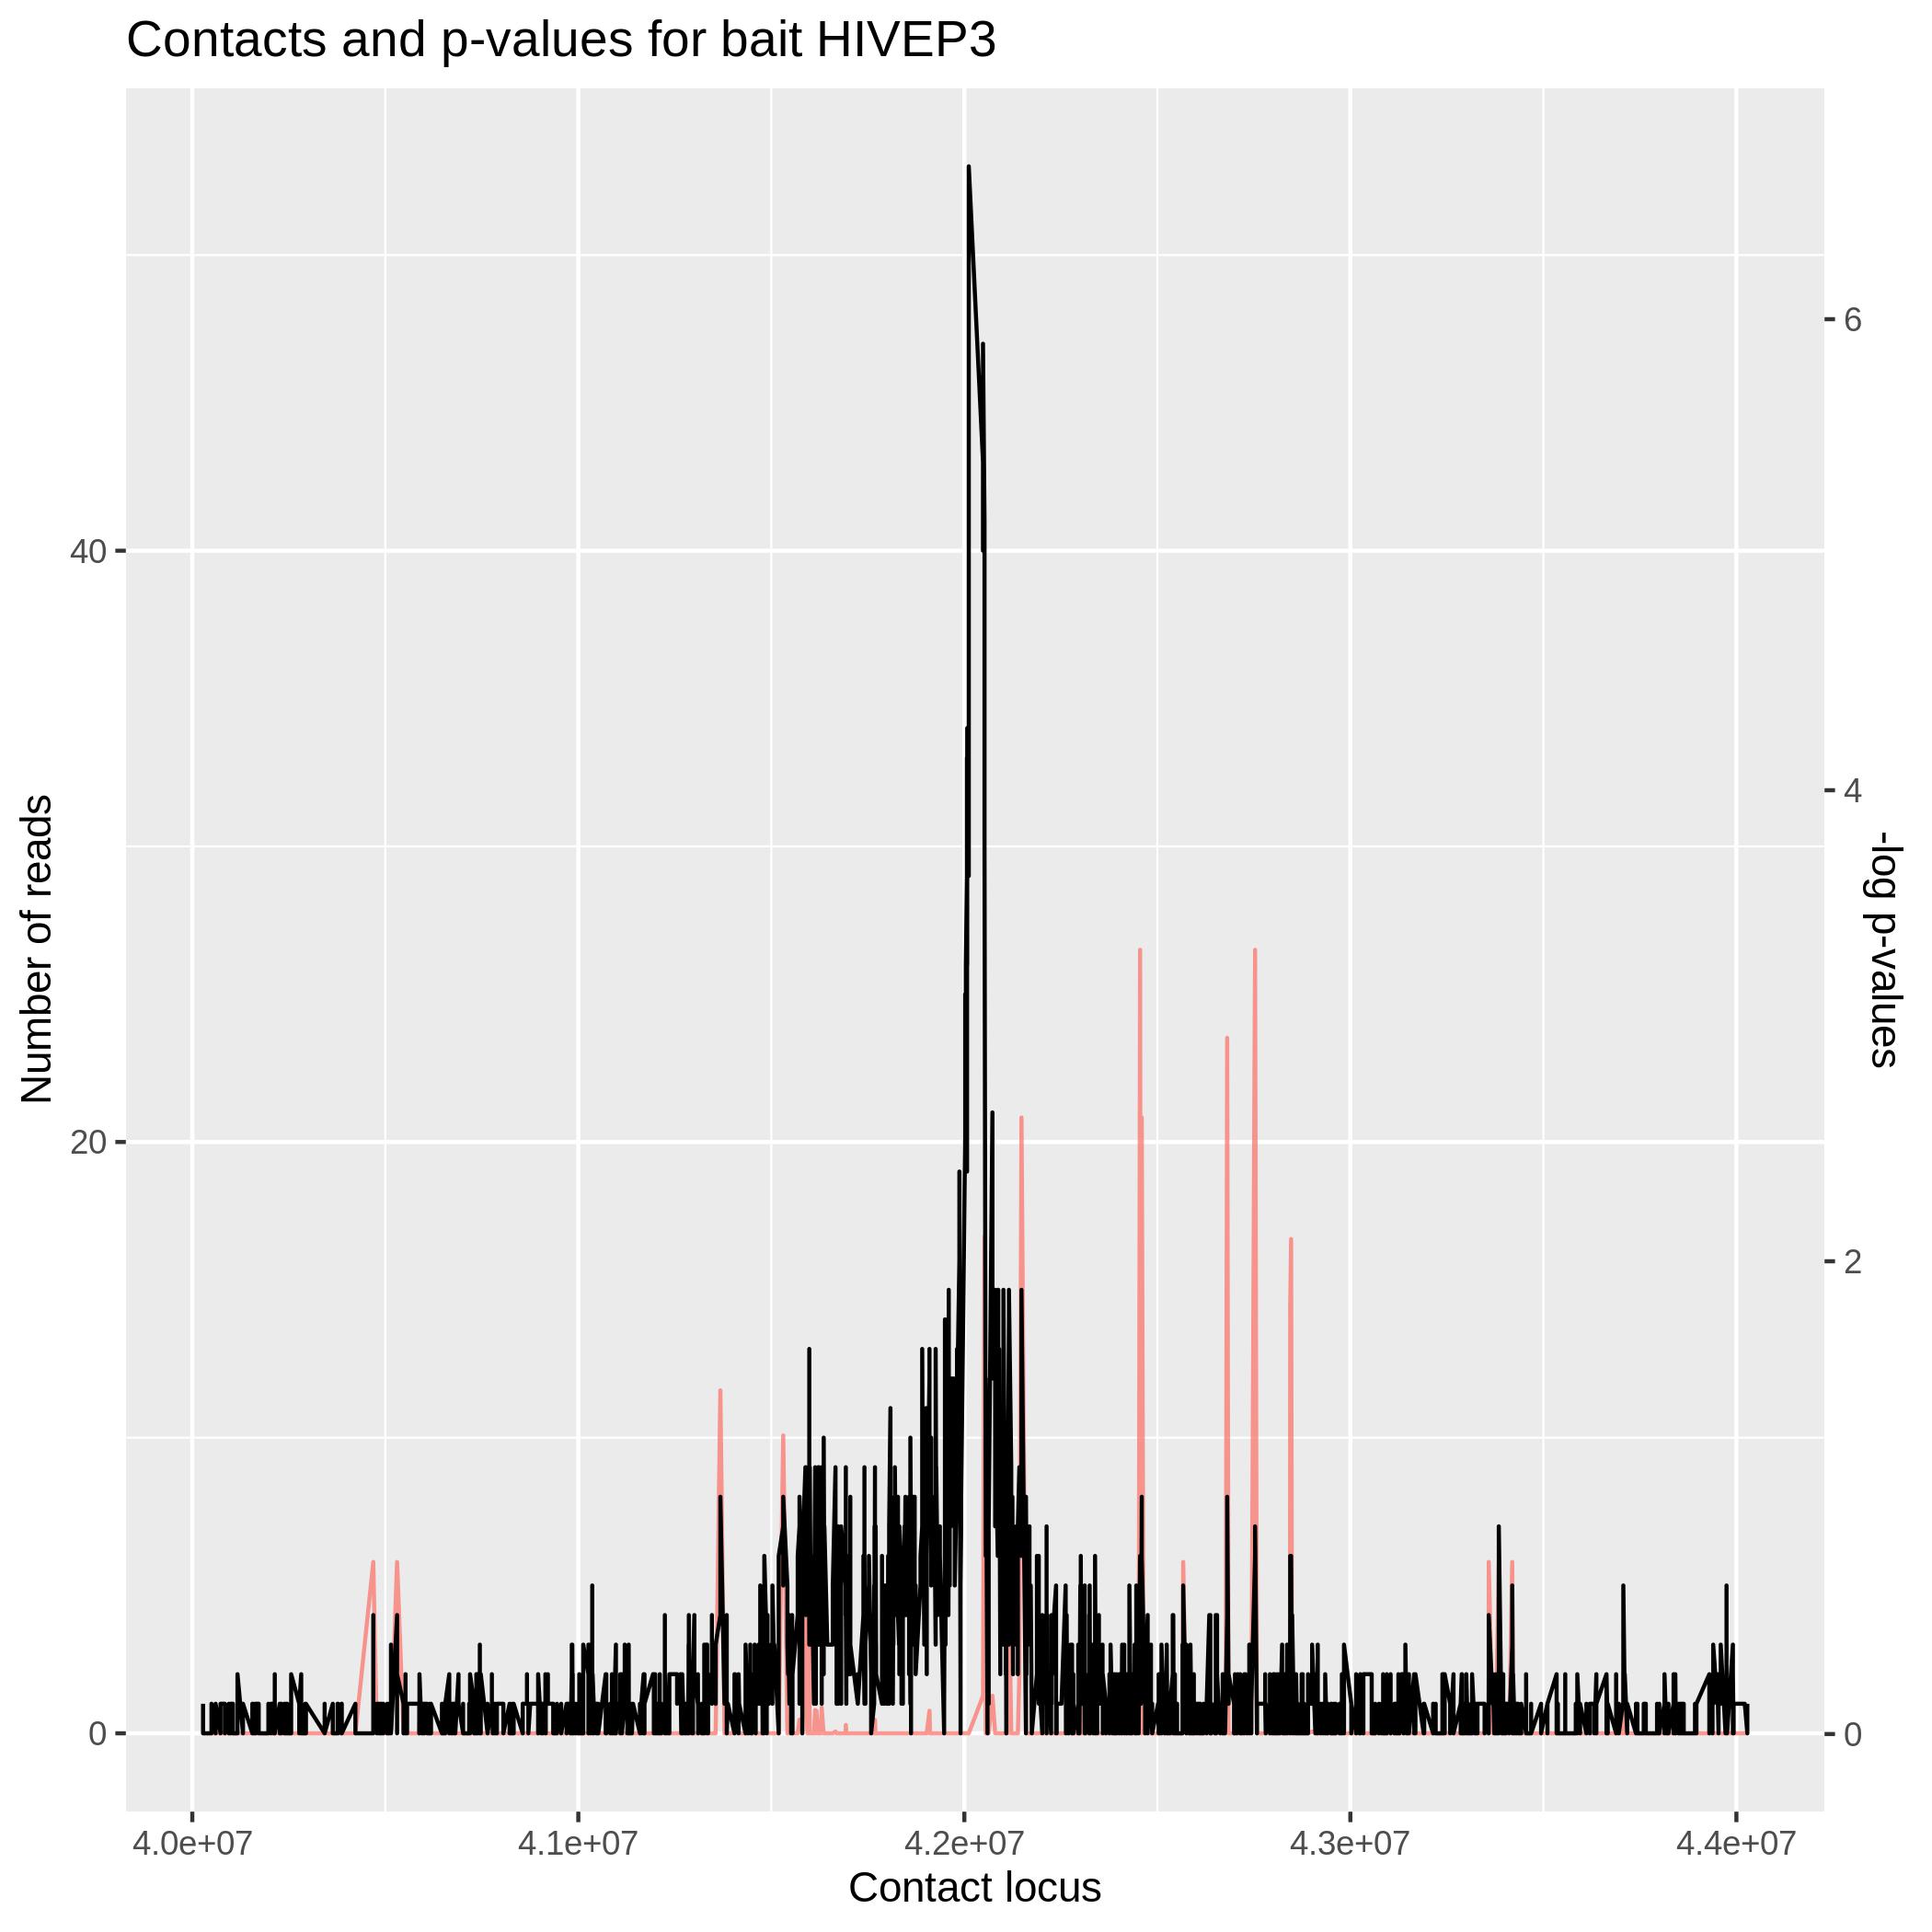 Contacts and p-values for bait HIVEP3
Number of reads
40
20
0
6
4
2
0
-log p-values
4.0e+07
4.1e+07
4.2e+07
4.3e+07
4.4e+07
Contact locus